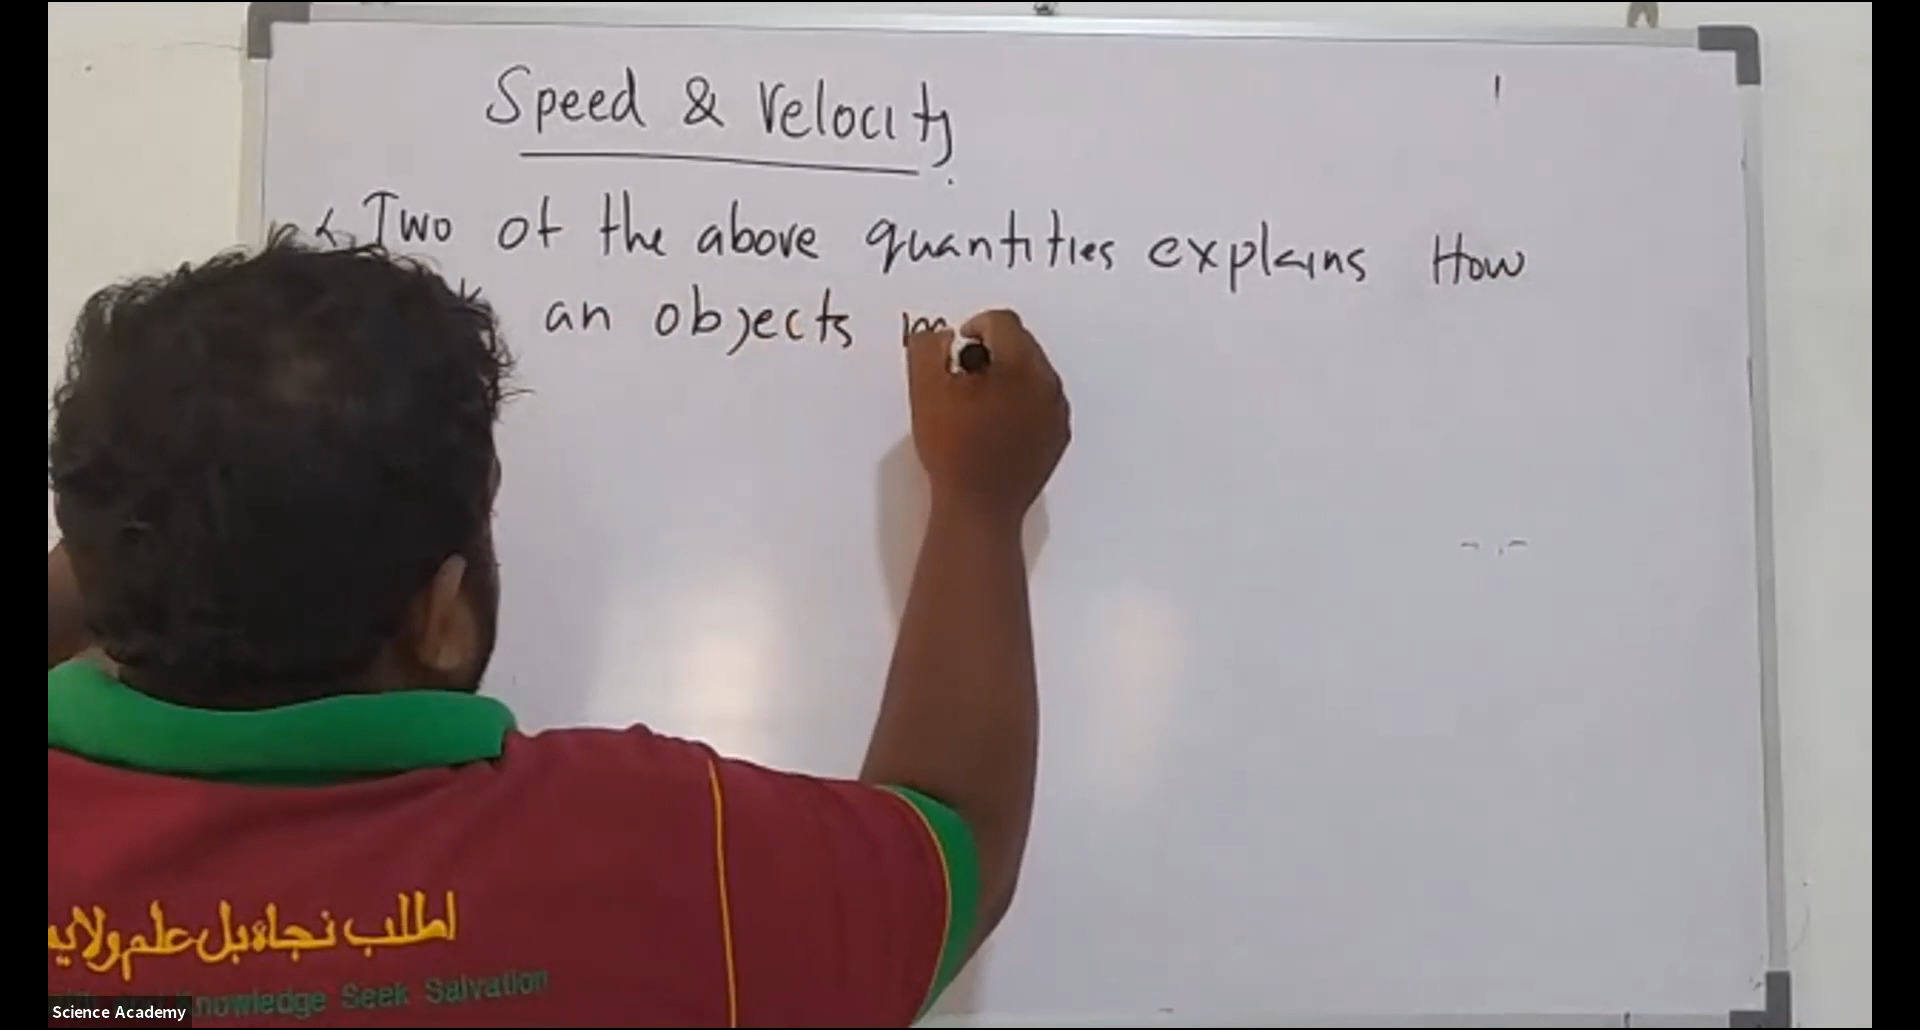 Speed & Velocity
Two of the above quantities explains How
an objects
اطلب نجاة بل علم ولاية
Knowledge Seek Salvation
Science Academy